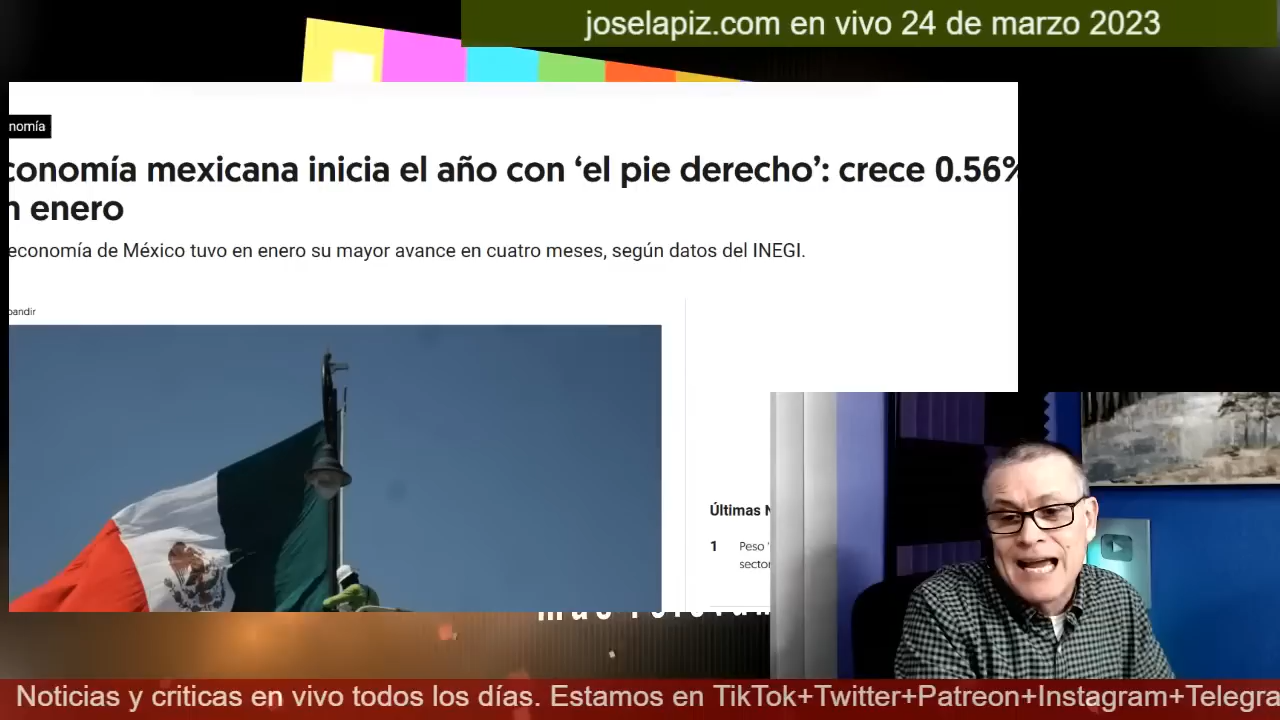 joselapiz.com en vivo 24 de marzo 2023
nomía
conomía mexicana inicia el año con ‘el pie derecho’: crece 0.56%
n enero
economía de México tuvo en enero su mayor avance en cuatro meses, según datos del INEGI.
pandir
Últimas N
1 Peso '
sector
Noticias y criticas en vivo todos los días. Estamos en TikTok+Twitter+Patreon+Instagram+Telegra